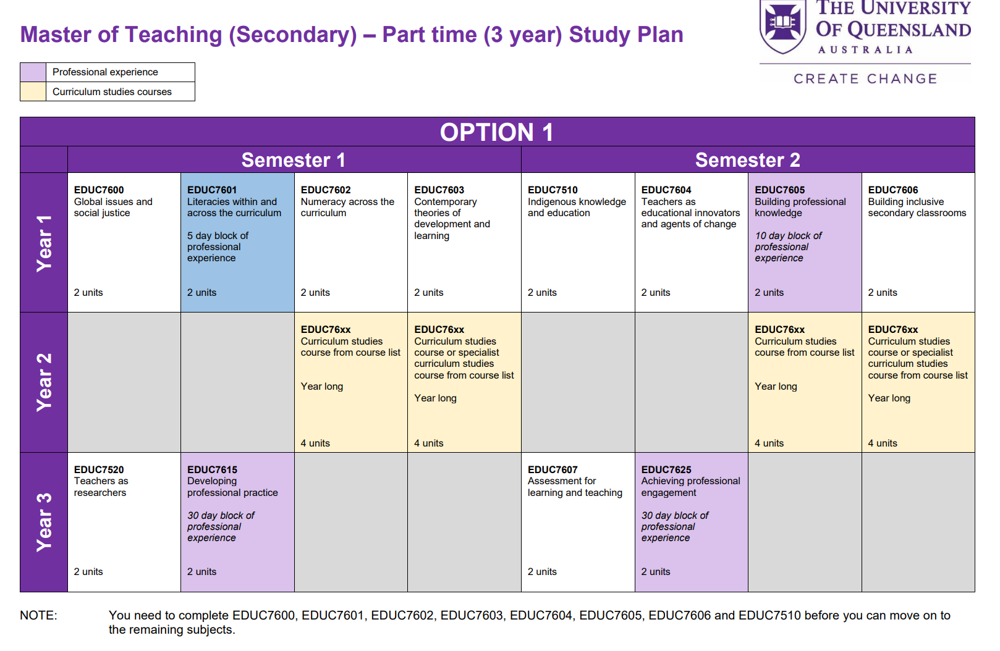 THE UNIVERSITY
OF QUEENSLAND
AUSTRALIA
CREATE CHANGE
Master of Teaching (Secondary) – Part time (3 year) Study Plan
Professional experience
Curriculum studies courses
OPTION 1
Semester 1
Semester 2
Year 1
EDUC7600
Global issues and
social justice
2 units
EDUC7601
Literacies within and
across the curriculum
5 day block of
professional
experience
2 units
EDUC7602
Numeracy across the
curriculum
2 units
EDUC7603
Contemporary
theories of
development and
learning
2 units
EDUC7510
Indigenous knowledge
and education
2 units
EDUC7604
Teachers as
educational innovators
and agents of change
2 units
EDUC7605
Building professional
knowledge
10 day block of
professional
experience
2 units
EDUC7606
Building inclusive
secondary classrooms
2 units
Year 2
EDUC76xx
Curriculum studies
course from course list
Year long
4 units
EDUC76xx
Curriculum studies
course or specialist
curriculum studies
course from course list
Year long
4 units
EDUC76xx
Curriculum studies
course from course list
Year long
4 units
EDUC76xx
Curriculum studies
course or specialist
curriculum studies
course from course list
Year long
4 units
Year 3
EDUC7520
Teachers as
researchers
2 units
EDUC7615
Developing
professional practice
30 day block of
professional
experience
2 units
EDUC7607
Assessment for
learning and teaching
2 units
EDUC7625
Achieving professional
engagement
30 day block of
professional
experience
2 units
NOTE: You need to complete EDUC7600, EDUC7601, EDUC7602, EDUC7603, EDUC7604, EDUC7605, EDUC7606 and EDUC7510 before you can move on to
the remaining subjects.